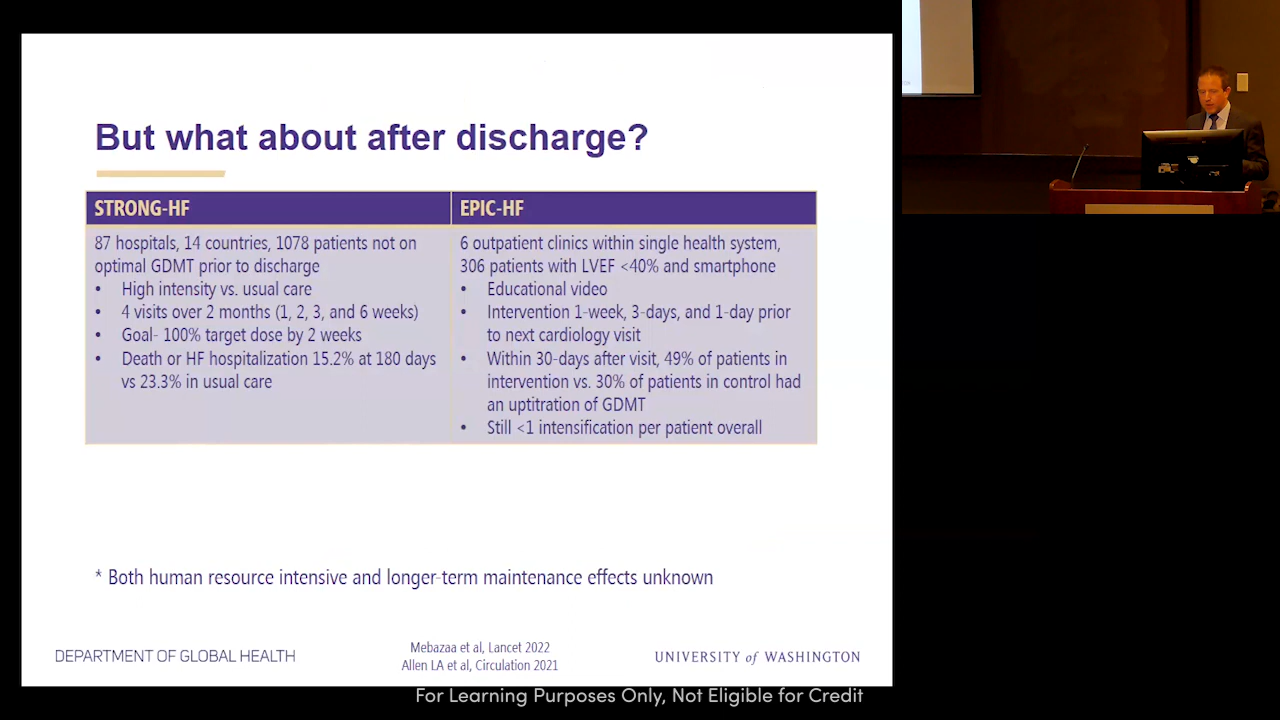 But what about after discharge?
STRONG-HF
87 hospitals, 14 countries, 1078 patients not on
optimal GDMT prior to discharge
• High intensity vs. usual care
• 4 visits over 2 months (1, 2, 3, and 6 weeks)
• Goal- 100% target dose by 2 weeks
• Death or HF hospitalization 15.2% at 180 days
vs 23.3% in usual care
EPIC-HF
6 outpatient clinics within single health system,
306 patients with LVEF <40% and smartphone
• Educational video
• Intervention 1-week, 3-days, and 1-day prior
to next cardiology visit
• Within 30-days after visit, 49% of patients in
intervention vs. 30% of patients in control had
an uptitration of GDMT
• Still <1 intensification per patient overall
* Both human resource intensive and longer-term maintenance effects unknown
DEPARTMENT OF GLOBAL HEALTH
Mebazaa et al, Lancet 2022
Allen LA et al, Circulation 2021
UNIVERSITY of WASHINGTON
For Learning Purposes Only, Not Eligible for Credit